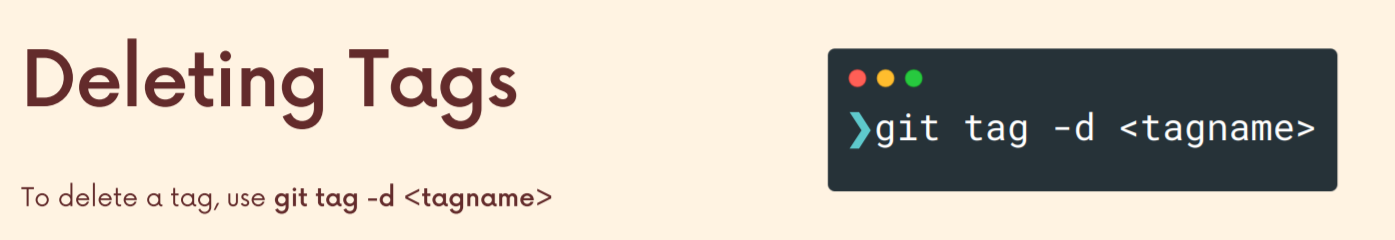 Deleting Tags
To delete a tag, use git tag -d <tagname>
❯git tag -d <tagname>